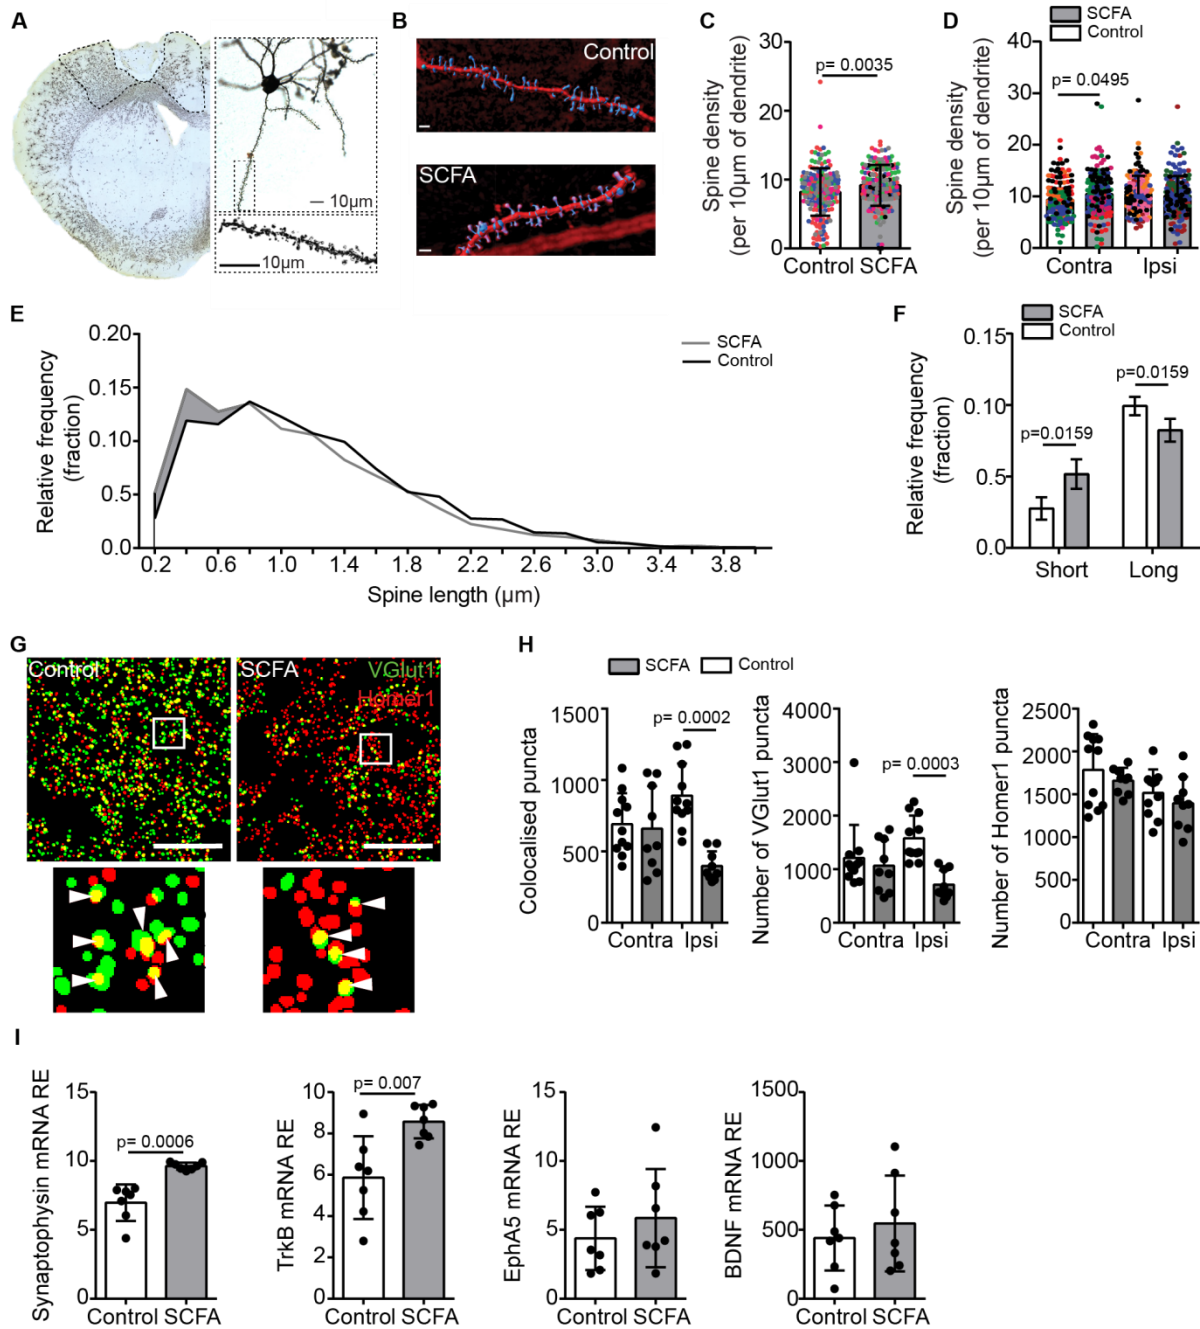 A
10µm
10µm
B
Control
SCFA
C
Spine density
(per 10µm of dendrite)
30
20
10
0
p= 0.0035
Control SCFA
D
SCFA
Control
Spine density
(per 10µm of dendrite)
40
30
20
10
0
p= 0.0495
Contra Ipsi
E
Relative frequency
(fraction)
0.20
0.15
0.10
0.5
0.0
SCFA
Control
0.2 0.6 1.0 1.4 1.8 2.2 2.6 3.0 3.4 3.8
Spine length (µm)
F
SCFA
Control
Relative frequency
(fraction)
0.15
0.10
0.5
0.0
p=0.0159
p=0.0159
Short Long
G
Control
SCFA
VGlut1
Homer1
H
SCFA Control
Colocalised puncta
1500
1000
500
0
p= 0.0002
Contra Ipsi
Number of VGlut1 puncta
4000
3000
2000
1000
0
p= 0.0003
Contra Ipsi
Number of Homer1 puncta
2500
2000
1500
1000
500
0
Contra Ipsi
I
Synaptophysin mRNA RE
15
10
5
0
p= 0.0006
Control SCFA
TrkB mRNA RE
10
8
6
4
2
0
p= 0.007
Control SCFA
EphA5 mRNA RE
15
10
5
0
Control SCFA
BDNF mRNA RE
1500
1000
500
0
Control SCFA